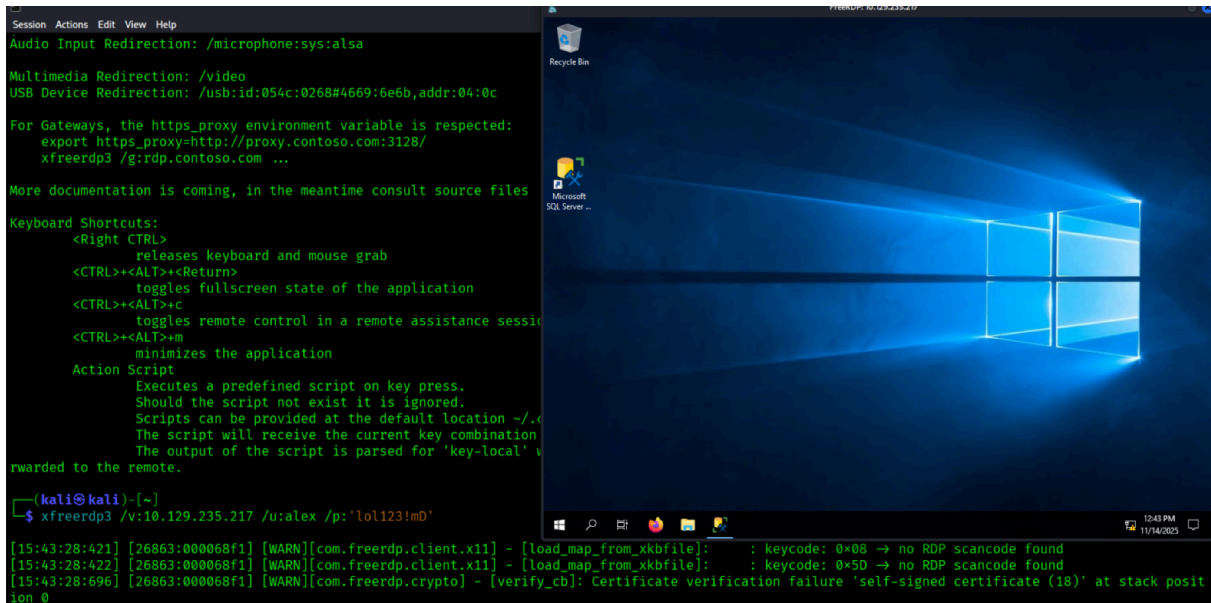 Session Actions Edit View Help
Audio Input Redirection: /microphone:sys:alsa
Multimedia Redirection: /video
USB Device Redirection: /usb:id:054c:0268#4669:6e6b,addr:04:0c
For Gateways, the https_proxy environment variable is respected:
export https_proxy=http://proxy.contoso.com:3128/
xfreerdp3 /g:rdp.contoso.com ...
More documentation is coming, in the meantime consult source files
Keyboard Shortcuts:
<Right CTRL>
releases keyboard and mouse grab
<CTRL>+<ALT>+<Return>
toggles fullscreen state of the application
<CTRL>+<ALT>+c
toggles remote control in a remote assistance sessio
<CTRL>+<ALT>+m
minimizes the application
Action Script
Executes a predefined script on key press.
Should the script not exist it is ignored.
Scripts can be provided at the default location ~/.
The script will receive the current key combination
The output of the script is parsed for 'key-local'
rwarded to the remote.
┌──(kali㉿kali)-[~]
└─$ xfreerdp3 /v:10.129.235.217 /u:alex /p:'lol123!mD'
[15:43:28:421] [26863:000068f1] [WARN][com.freerdp.client.x11] - [load_map_from_xkbfile]: : keycode: 0×08 → no RDP scancode found
[15:43:28:422] [26863:000068f1] [WARN][com.freerdp.client.x11] - [load_map_from_xkbfile]: : keycode: 0×5D → no RDP scancode found
[15:43:28:696] [26863:000068f1] [WARN][com.freerdp.crypto] - [verify_cb]: Certificate verification failure 'self-signed certificate (18)' at stack posit
ion 0
FreeRDP: 10.129.235.217
Recycle Bin
Microsoft
SQL Server ...
12:43 PM
11/14/2025